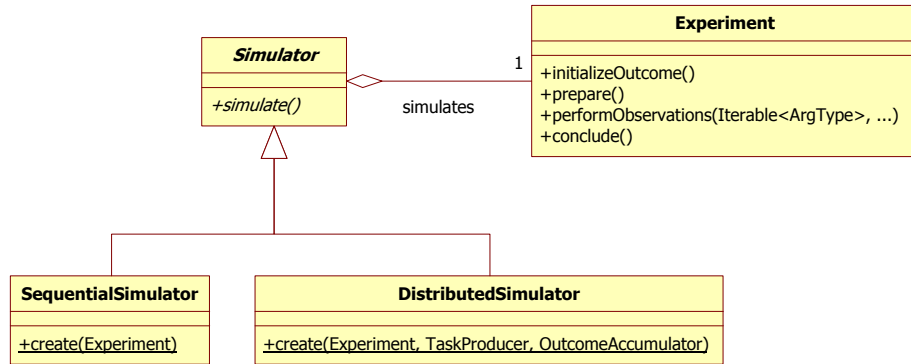 Simulator
+simulate()
1
simulates
Experiment
+initializeOutcome()
+prepare()
+performObservations(Iterable<ArgType>, ...)
+conclude()
SequentialSimulator
+create(Experiment)
DistributedSimulator
+create(Experiment, TaskProducer, OutcomeAccumulator)